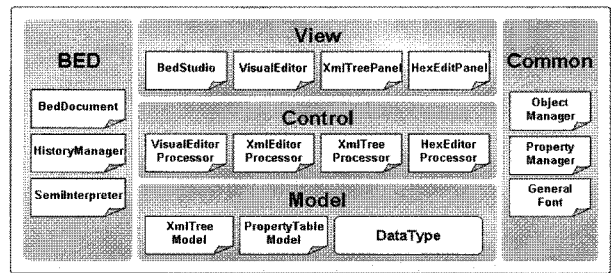 BED
BedDocument
HistoryManager
SemiInterpreter
View
BedStudio
VisualEditor
XmlTreePanel
HexEditPanel
Control
VisualEditor
Processor
XmlEditor
Processor
XmlTree
Processor
HexEditor
Processor
Model
XmlTree
Model
PropertyTable
Model
DataType
Common
Object
Manager
Property
Manager
General
Font